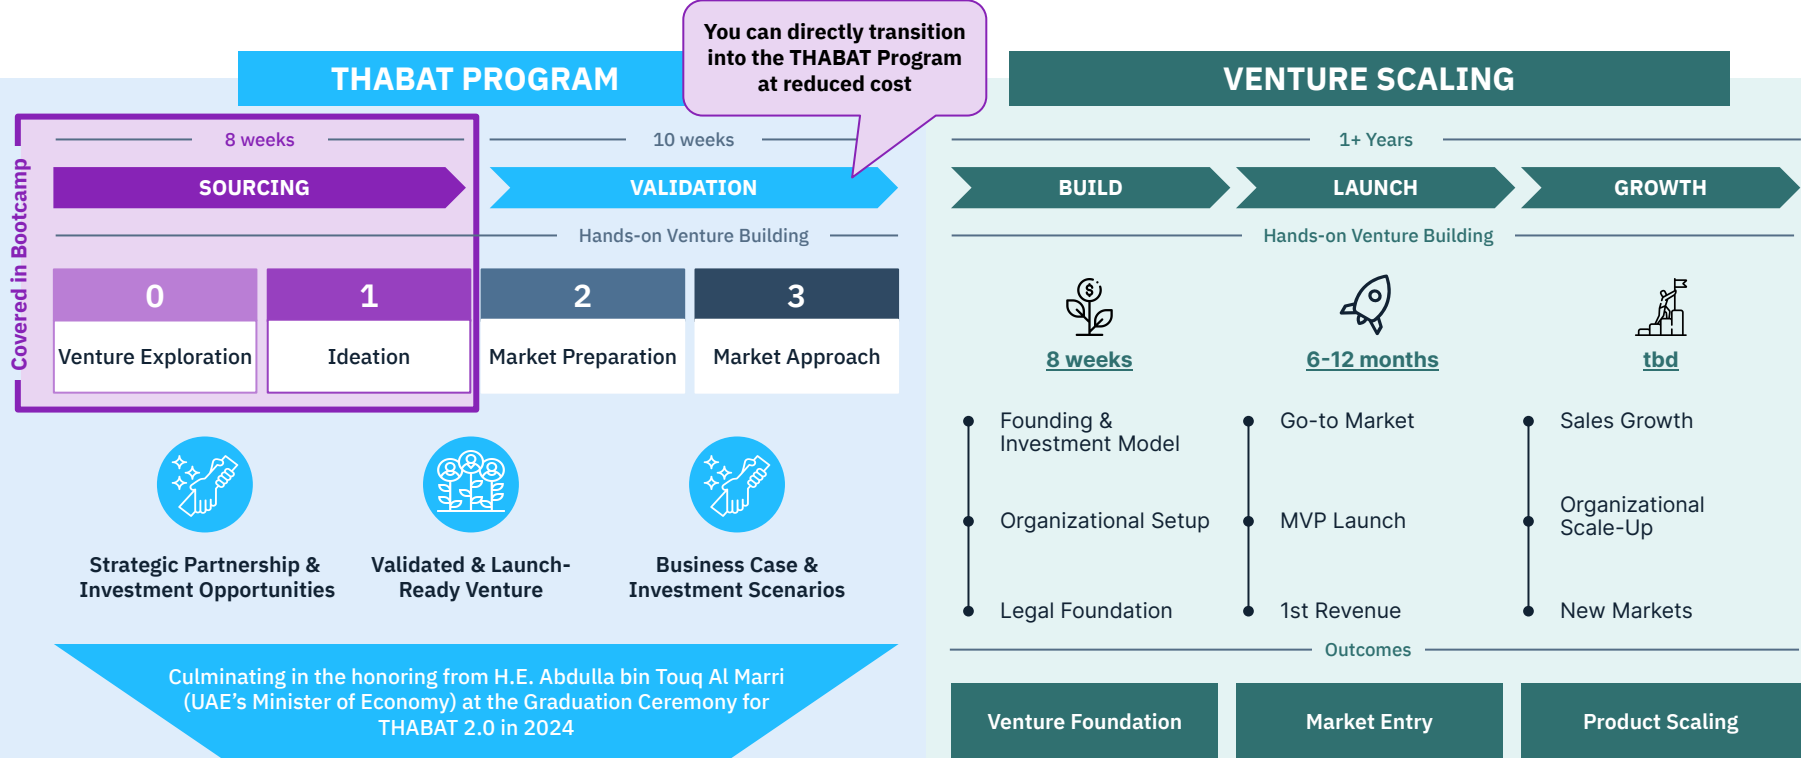 You can directly transition
into the THABAT Program
at reduced cost
THABAT PROGRAM
VENTURE SCALING
Covered in Bootcamp
8 weeks
10 weeks
1+ Years
SOURCING
VALIDATION
BUILD
LAUNCH
GROWTH
Hands-on Venture Building
Hands-on Venture Building
0
1
2
3
Venture Exploration
Ideation
Market Preparation
Market Approach
$
8 weeks
6-12 months
tbd
Founding &
Investment Model
Organizational Setup
Legal Foundation
Go-to Market
MVP Launch
1st Revenue
Sales Growth
Organizational
Scale-Up
New Markets
Strategic Partnership &
Investment Opportunities
Validated & Launch-
Ready Venture
Business Case &
Investment Scenarios
Culminating in the honoring from H.E. Abdulla bin Touq Al Marri
(UAE’s Minister of Economy) at the Graduation Ceremony for
THABAT 2.0 in 2024
Outcomes
Venture Foundation
Market Entry
Product Scaling